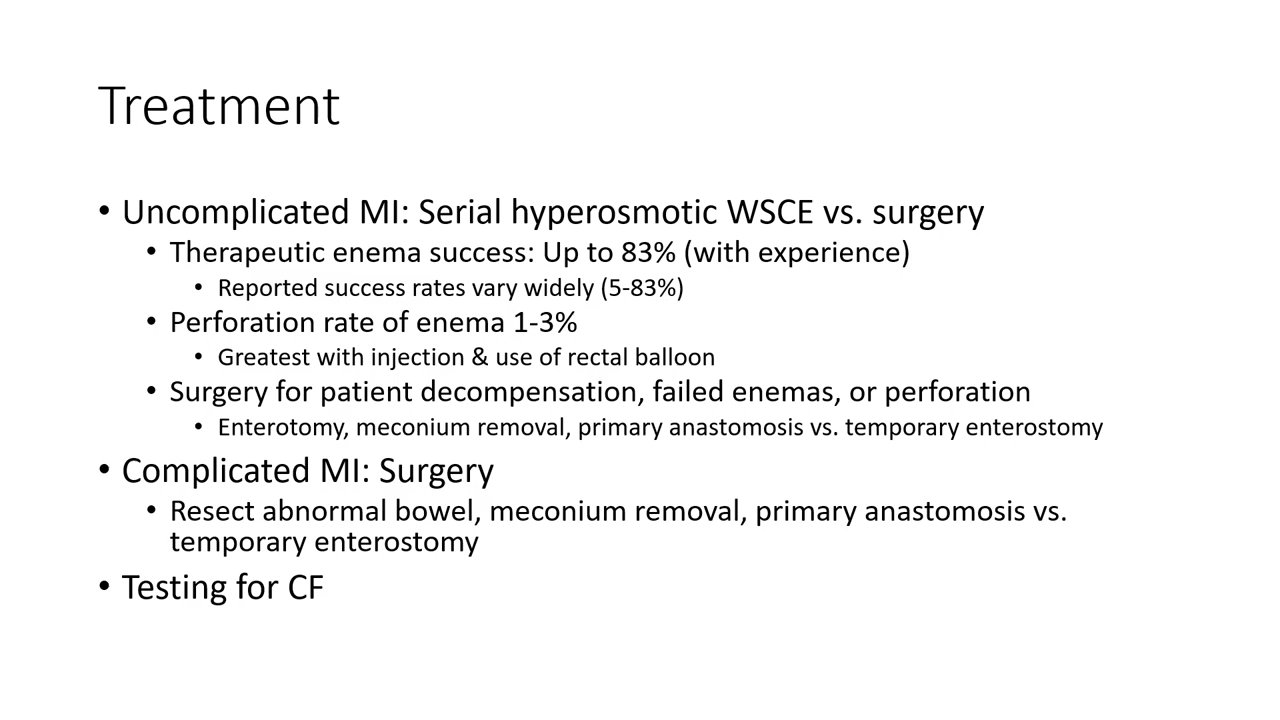 Treatment
• Uncomplicated MI: Serial hyperosmotic WSCE vs. surgery
• Therapeutic enema success: Up to 83% (with experience)
• Reported success rates vary widely (5-83%)
• Perforation rate of enema 1-3%
• Greatest with injection & use of rectal balloon
• Surgery for patient decompensation, failed enemas, or perforation
• Enterotomy, meconium removal, primary anastomosis vs. temporary enterostomy
• Complicated MI: Surgery
• Resect abnormal bowel, meconium removal, primary anastomosis vs.
temporary enterostomy
• Testing for CF